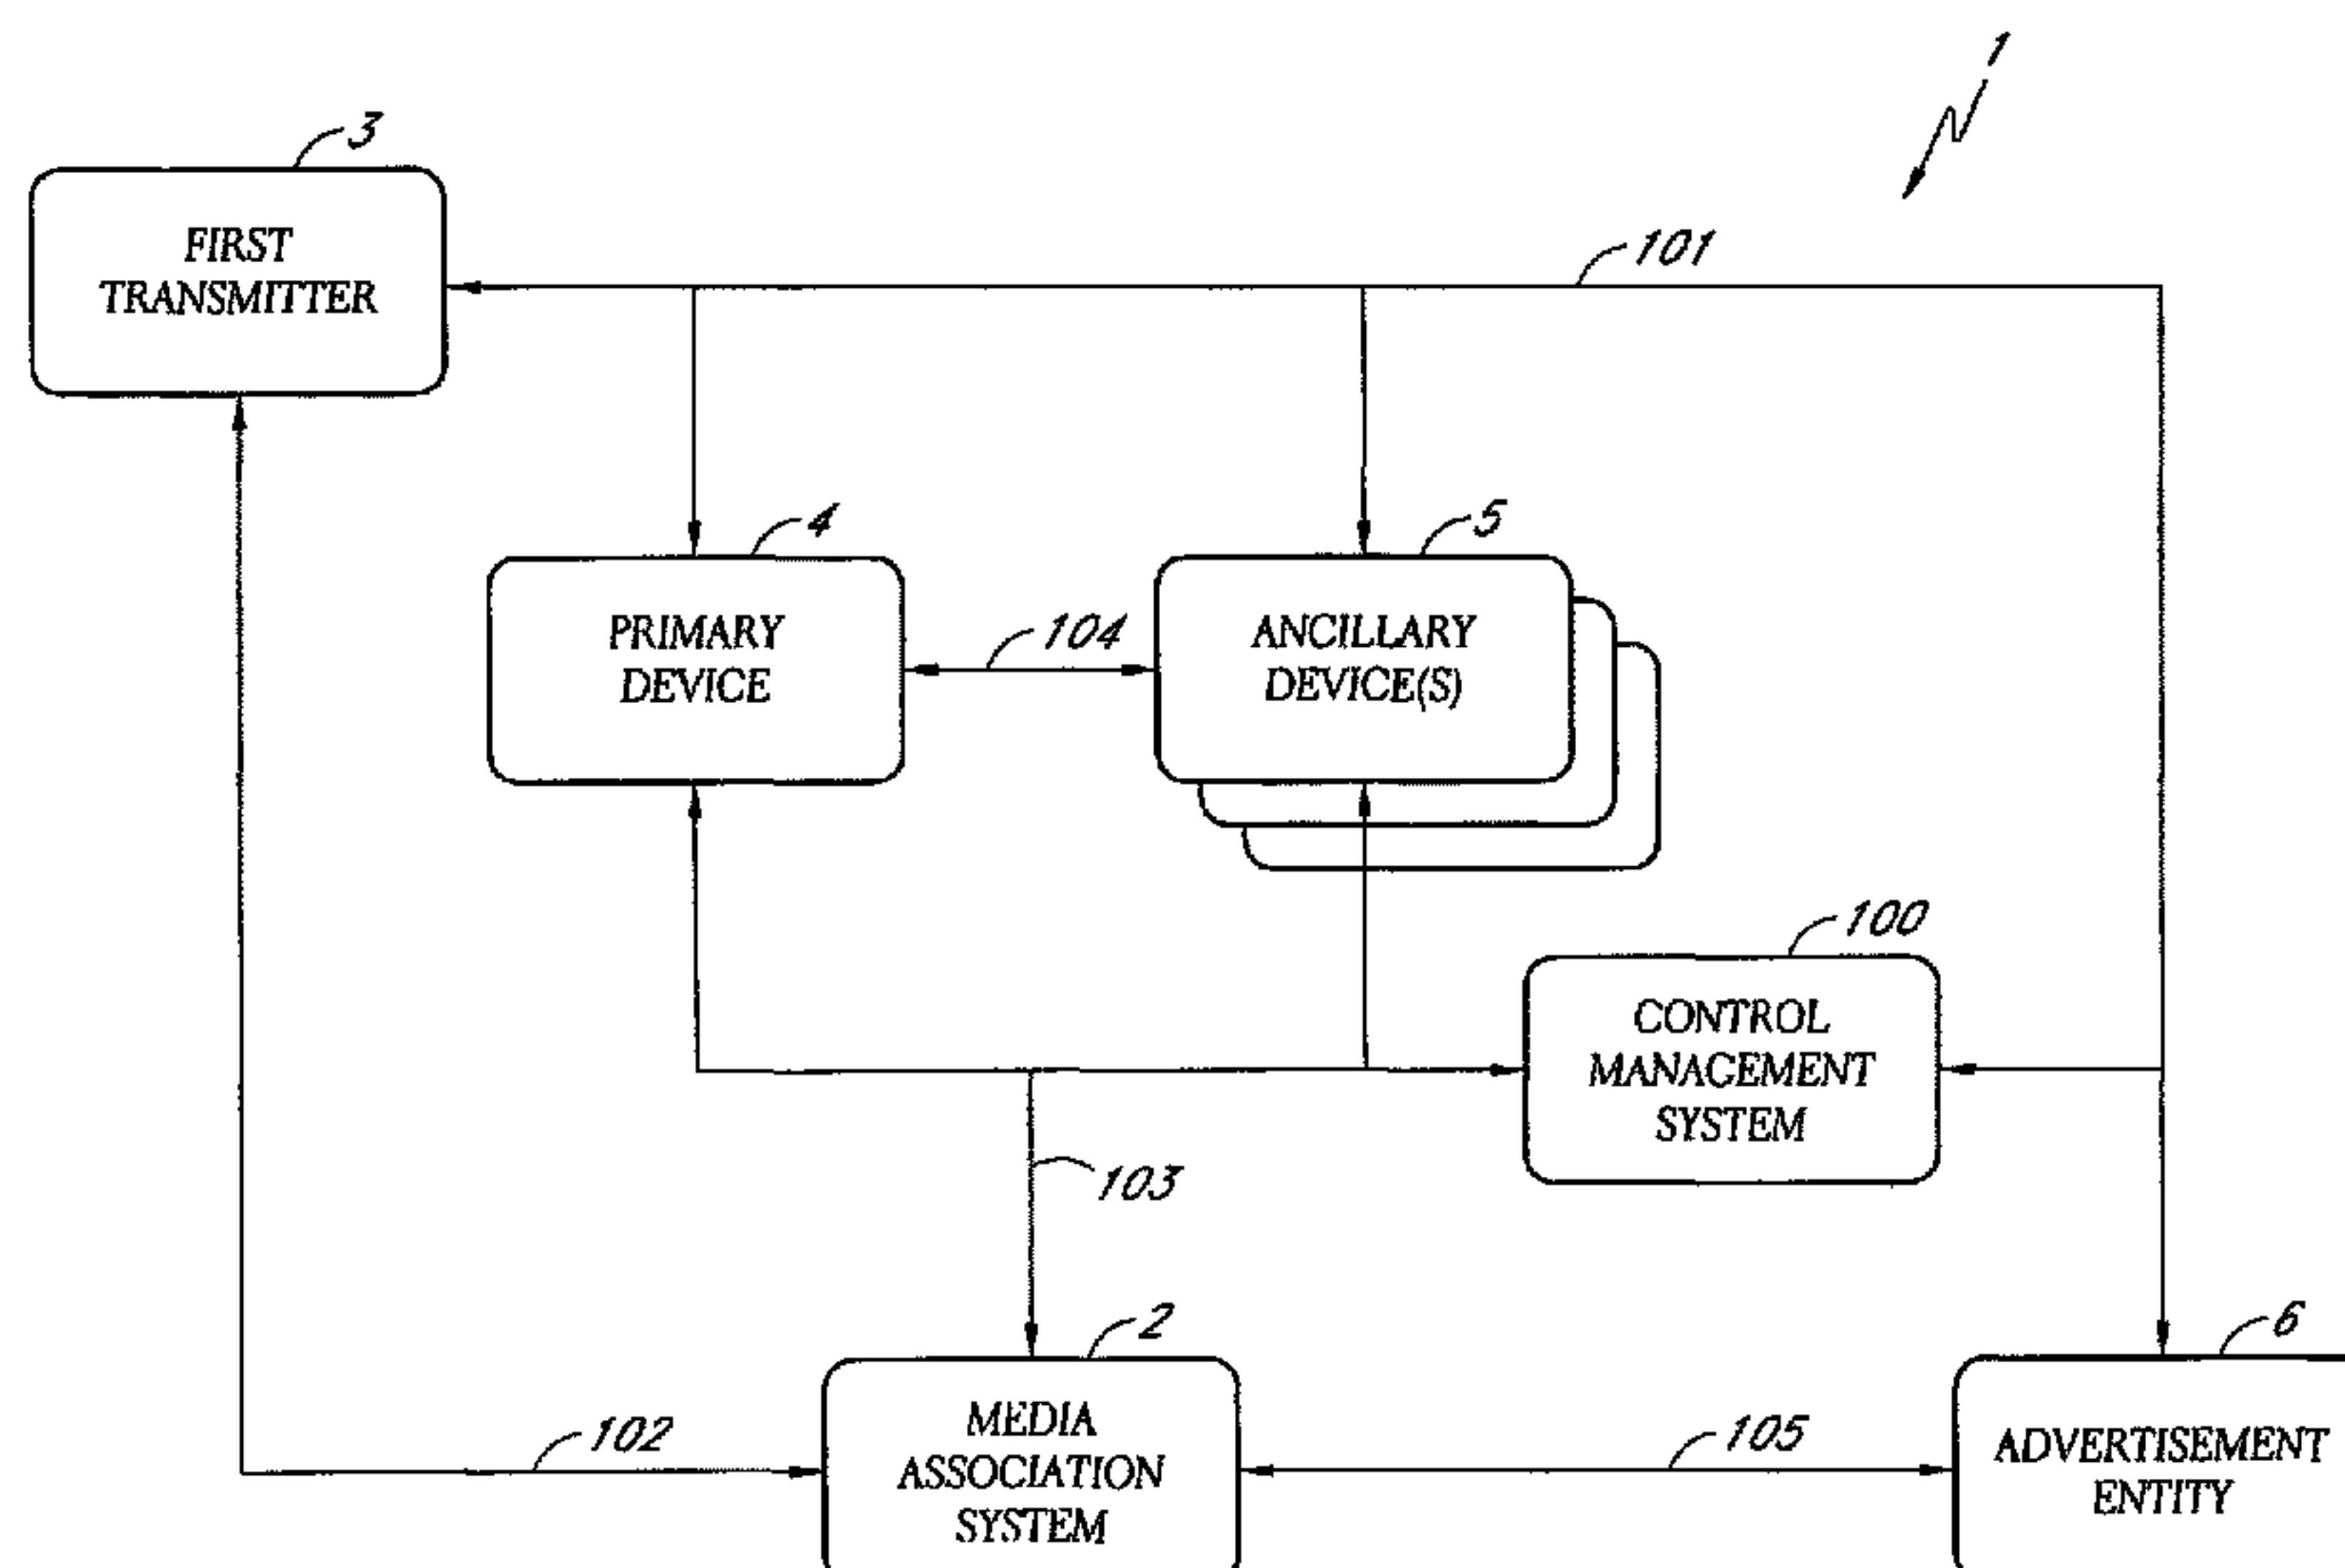 1
3
FIRST
TRANSMITTER
101
4
PRIMARY
DEVICE
104
5
ANCILLARY
DEVICE(S)
100
CONTROL
MANAGEMENT
SYSTEM
103
2
MEDIA
ASSOCIATION
SYSTEM
102
105
6
ADVERTISEMENT
ENTITY